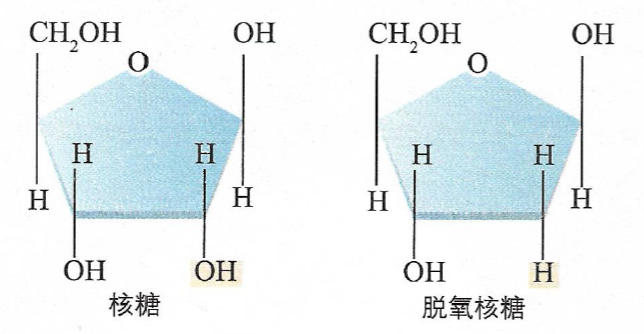 CH₂OH OH CH₂OH OH
O O
H H H H
H H H H
OH OH OH H
核糖 脱氧核糖